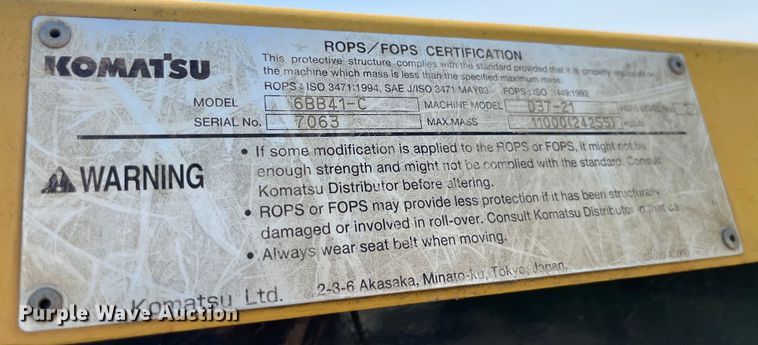 KOMATSU
ROPS/FOPS CERTIFICATION
This protective structure complies with the standard provided that it is properly equipped on
the machine which mass is less than the specified maximum mass.
ROPS : ISO 3471:1994, SAE J/ISO 3471 MAY03 FOPS : ISO 449:1992
MODEL 6BB41-C MACHINE MODEL D37-21
SERIAL No. 7063 MAX.MASS 11000(24255)
WARNING
• If some modification is applied to the ROPS or FOPS, it might not be
enough strength and might not be complied with the standard. Consult
Komatsu Distributor before altering.
• ROPS or FOPS may provide less protection if it has been structurally
damaged or involved in roll-over. Consult Komatsu Distributor in that ca
• Always wear seat belt when moving.
Komatsu Ltd. 2-3-6 Akasaka, Minato-ku, Tokyo, Japan,
Purple Wave Auction